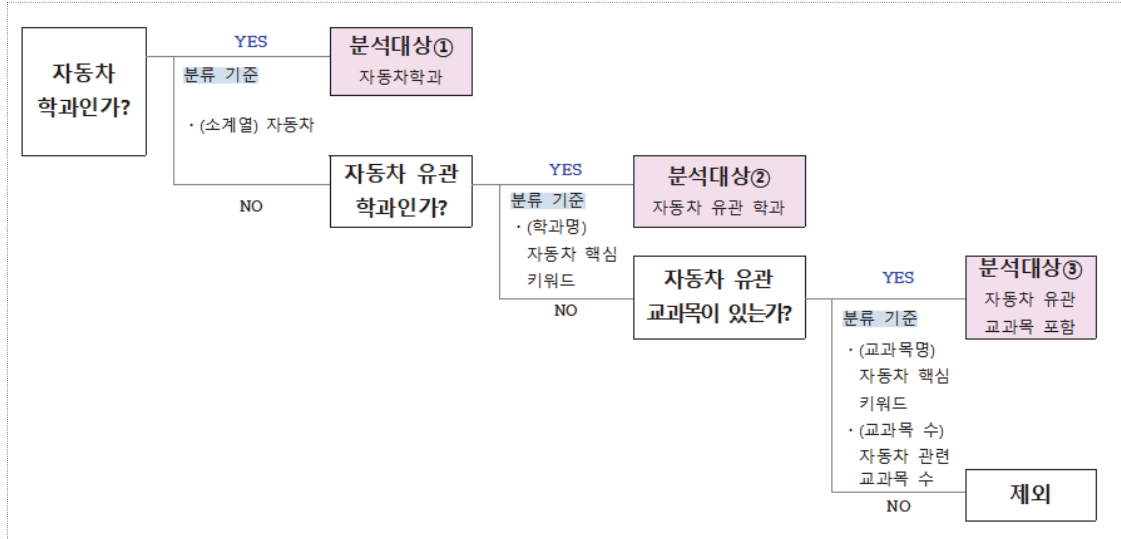 자동차
학과인가?
YES
분류 기준
· (소계열) 자동차
NO
분석대상①
자동차학과
자동차 유관
학과인가?
YES
분류 기준
· (학과명)
자동차 핵심
키워드
NO
분석대상②
자동차 유관 학과
자동차 유관
교과목이 있는가?
YES
분류 기준
· (교과목명)
자동차 핵심
키워드
· (교과목 수)
자동차 관련
교과목 수
NO
분석대상③
자동차 유관
교과목 포함
제외